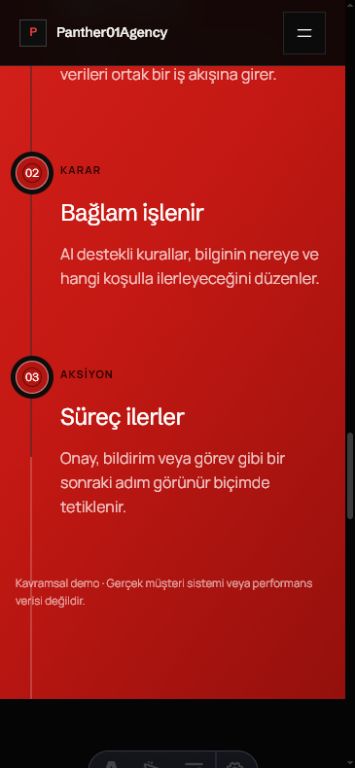 P Panther01Agency
verileri ortak bir iş akışına girer.
02 KARAR
Bağlam işlenir
AI destekli kurallar, bilginin nereye ve
hangi koşulla ilerleyeceğini düzenler.
03 AKSİYON
Süreç ilerler
Onay, bildirim veya görev gibi bir
sonraki adım görünür biçimde
tetiklenir.
Kavramsal demo · Gerçek müşteri sistemi veya performans
verisi değildir.